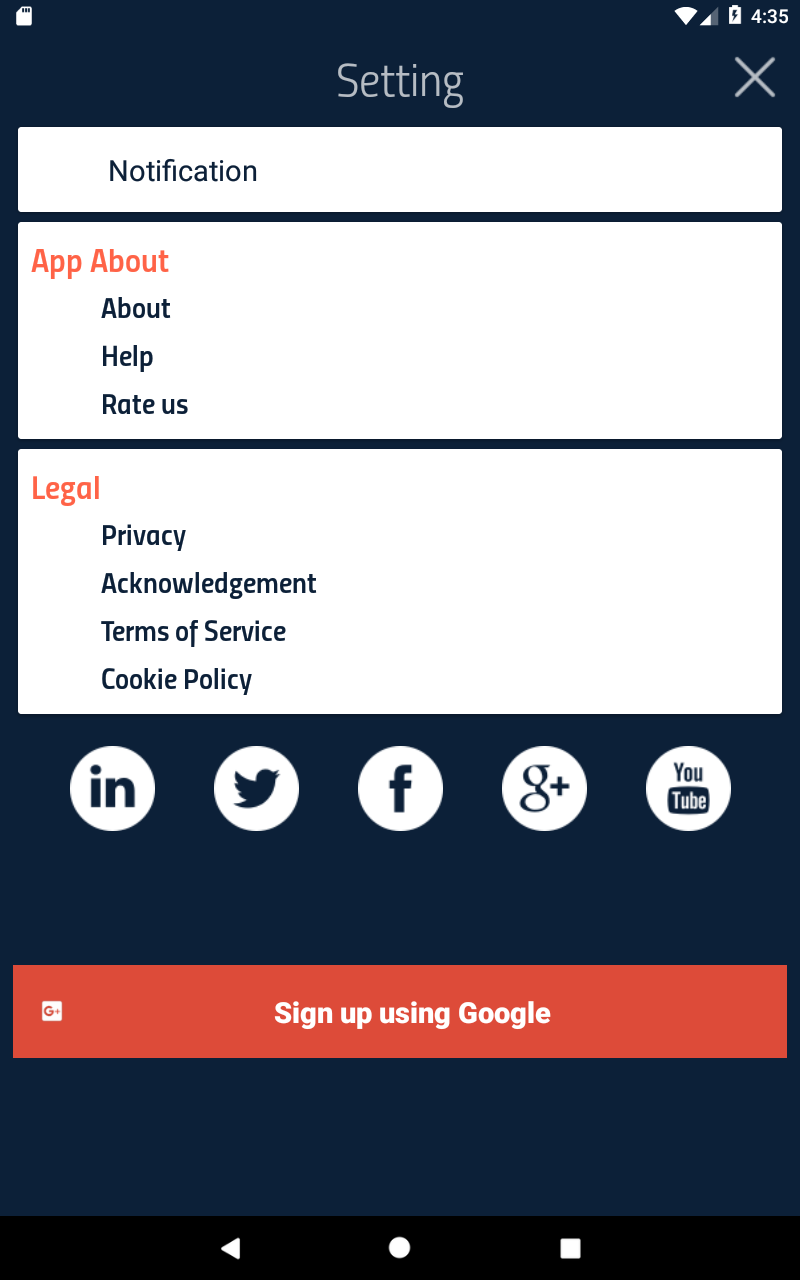 4:35
Setting
Notification
App About
About
Help
Rate us
Legal
Privacy
Acknowledgement
Terms of Service
Cookie Policy
in
f
g+
You
Tube
G+
Sign up using Google